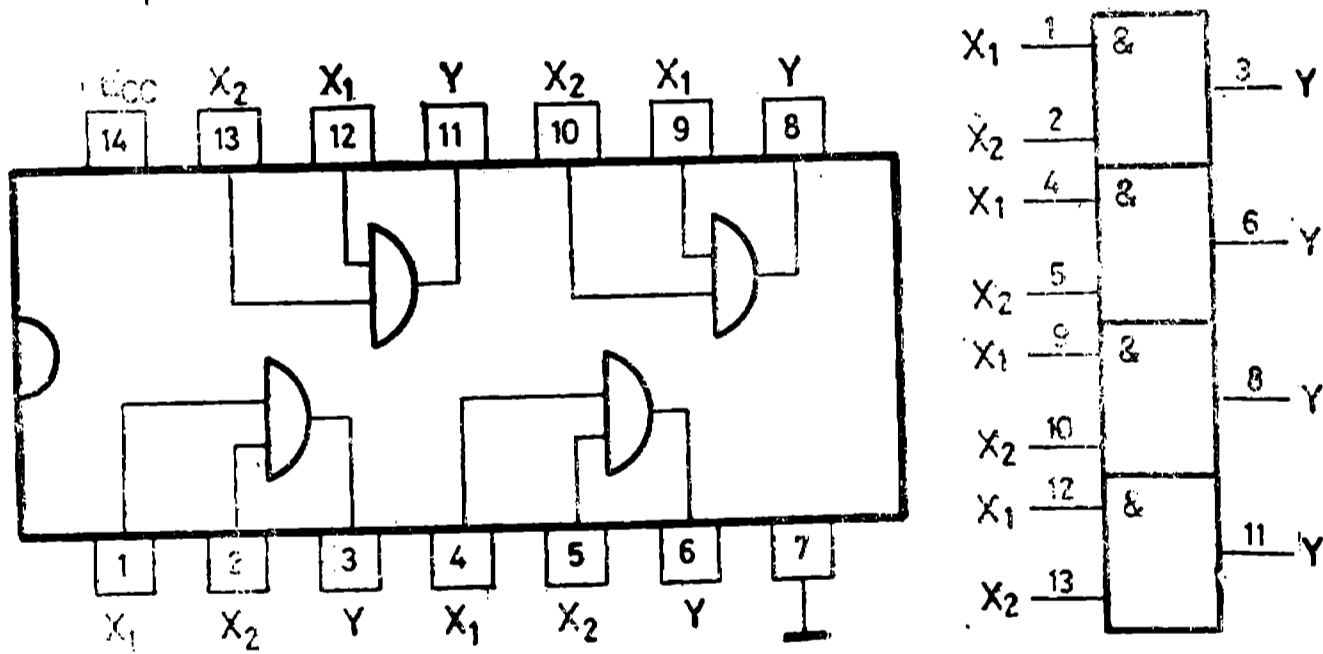 UCC X₂ X₁ Y X₂ X₁ Y
14 13 12 11 10 9 8
1 2 3 4 5 6 7
X₁ X₂ Y X₁ X₂ Y
X₁ 1 &
3 Y
X₂ 2
X₁ 4 &
6 Y
X₂ 5
X₁ 9 &
8 Y
X₂ 10
X₁ 12 &
11 Y
X₂ 13